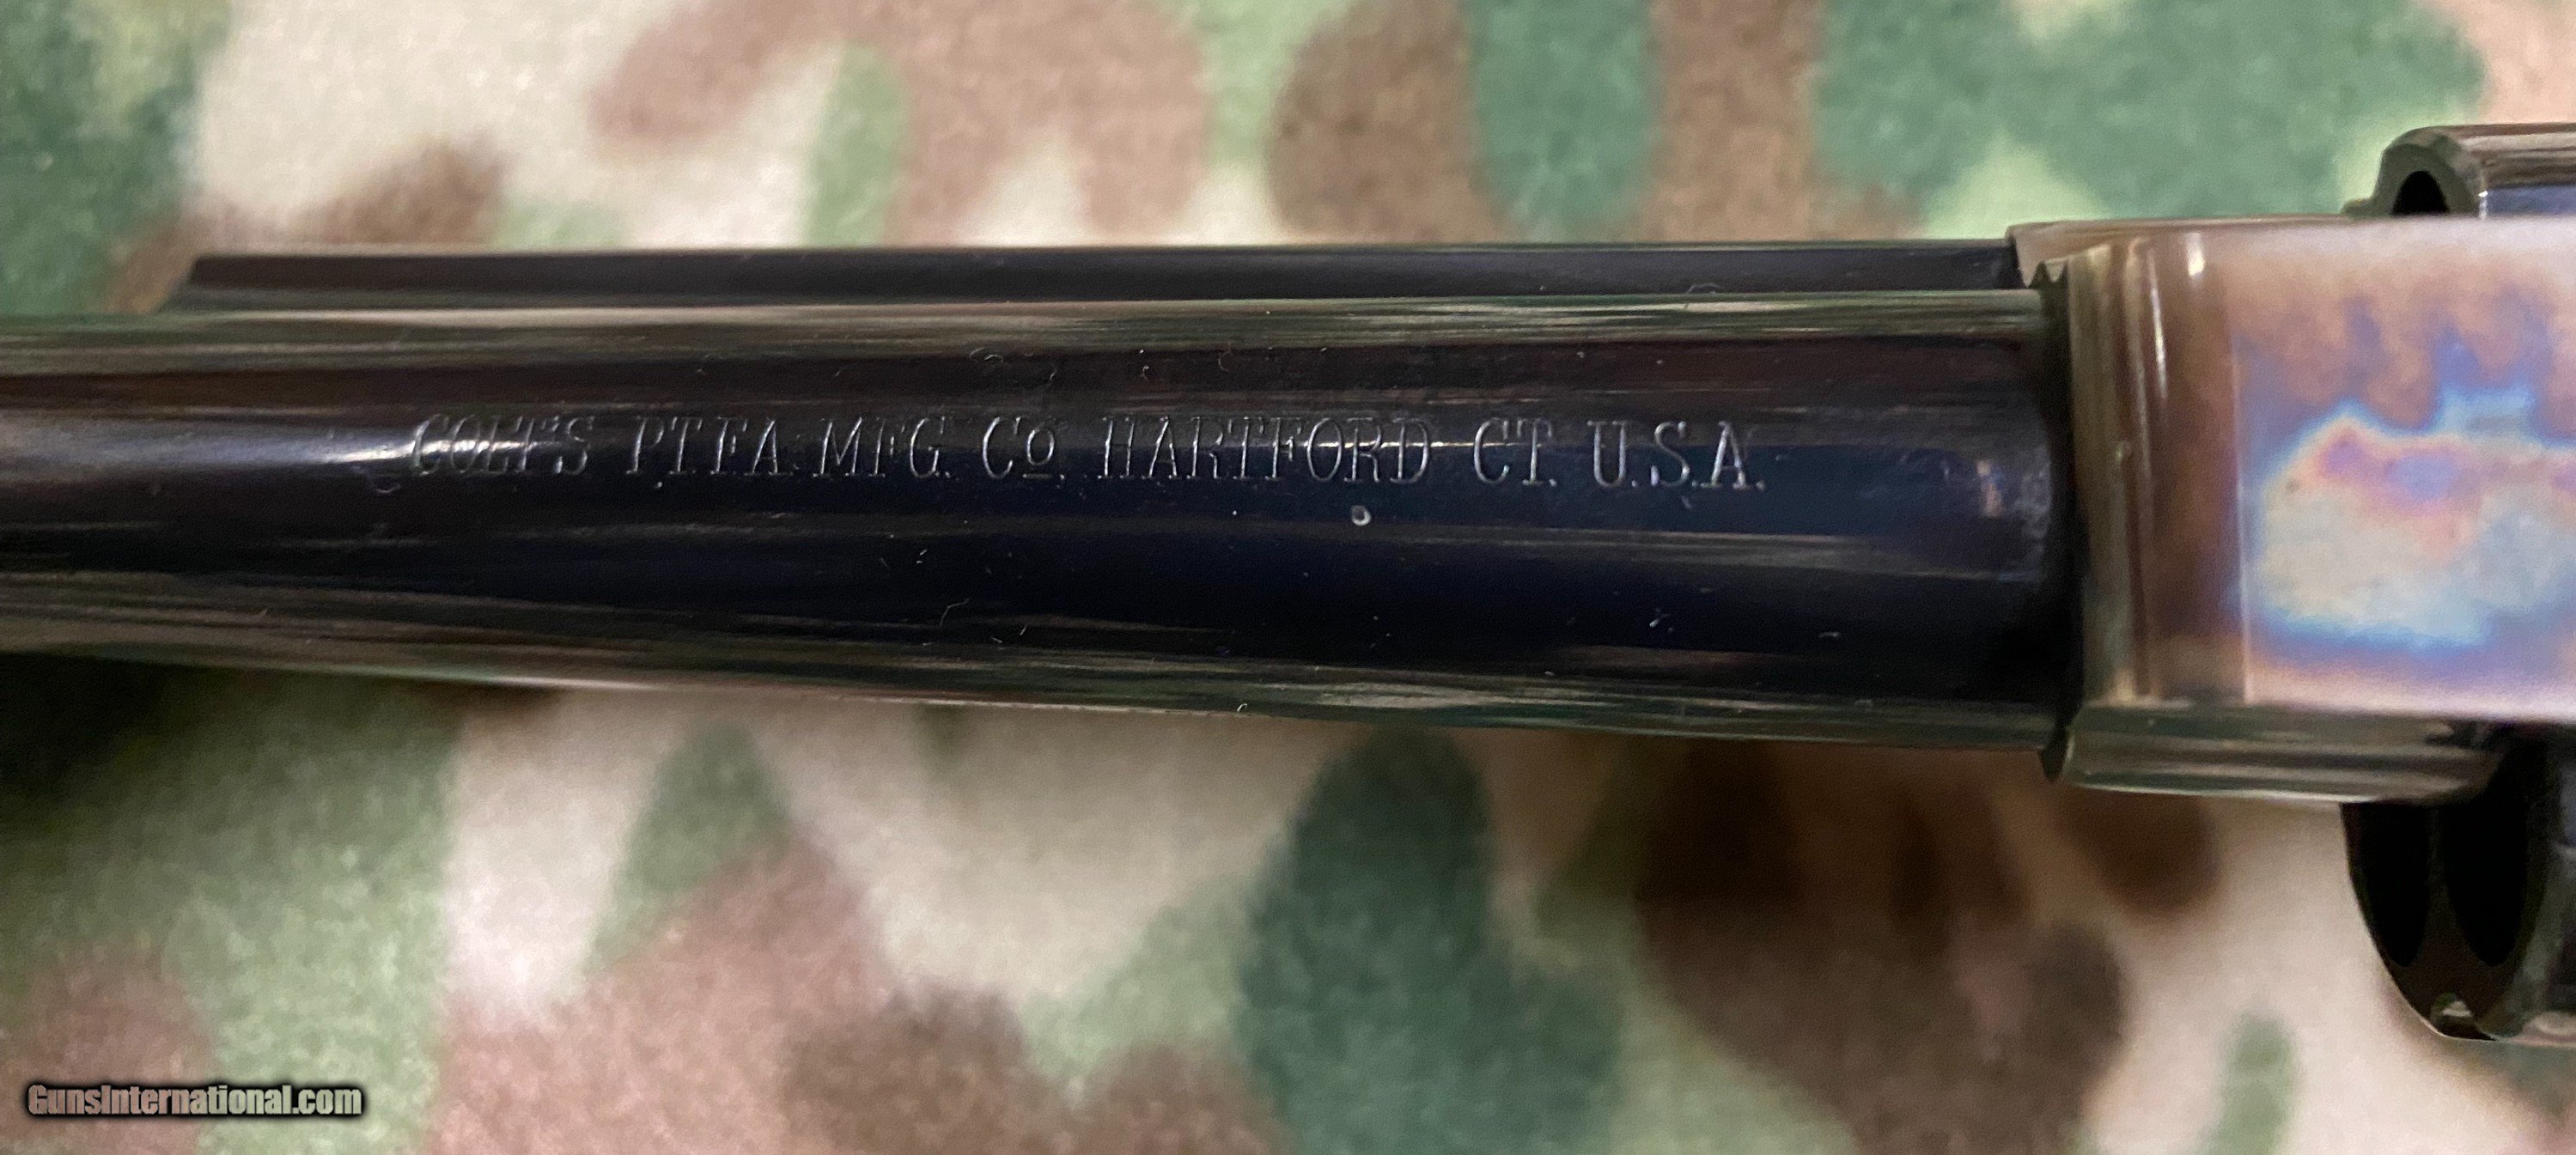 COLT'S PT.F.A. MFG. Co. HARTFORD CT. U.S.A.
GunsInternational.com